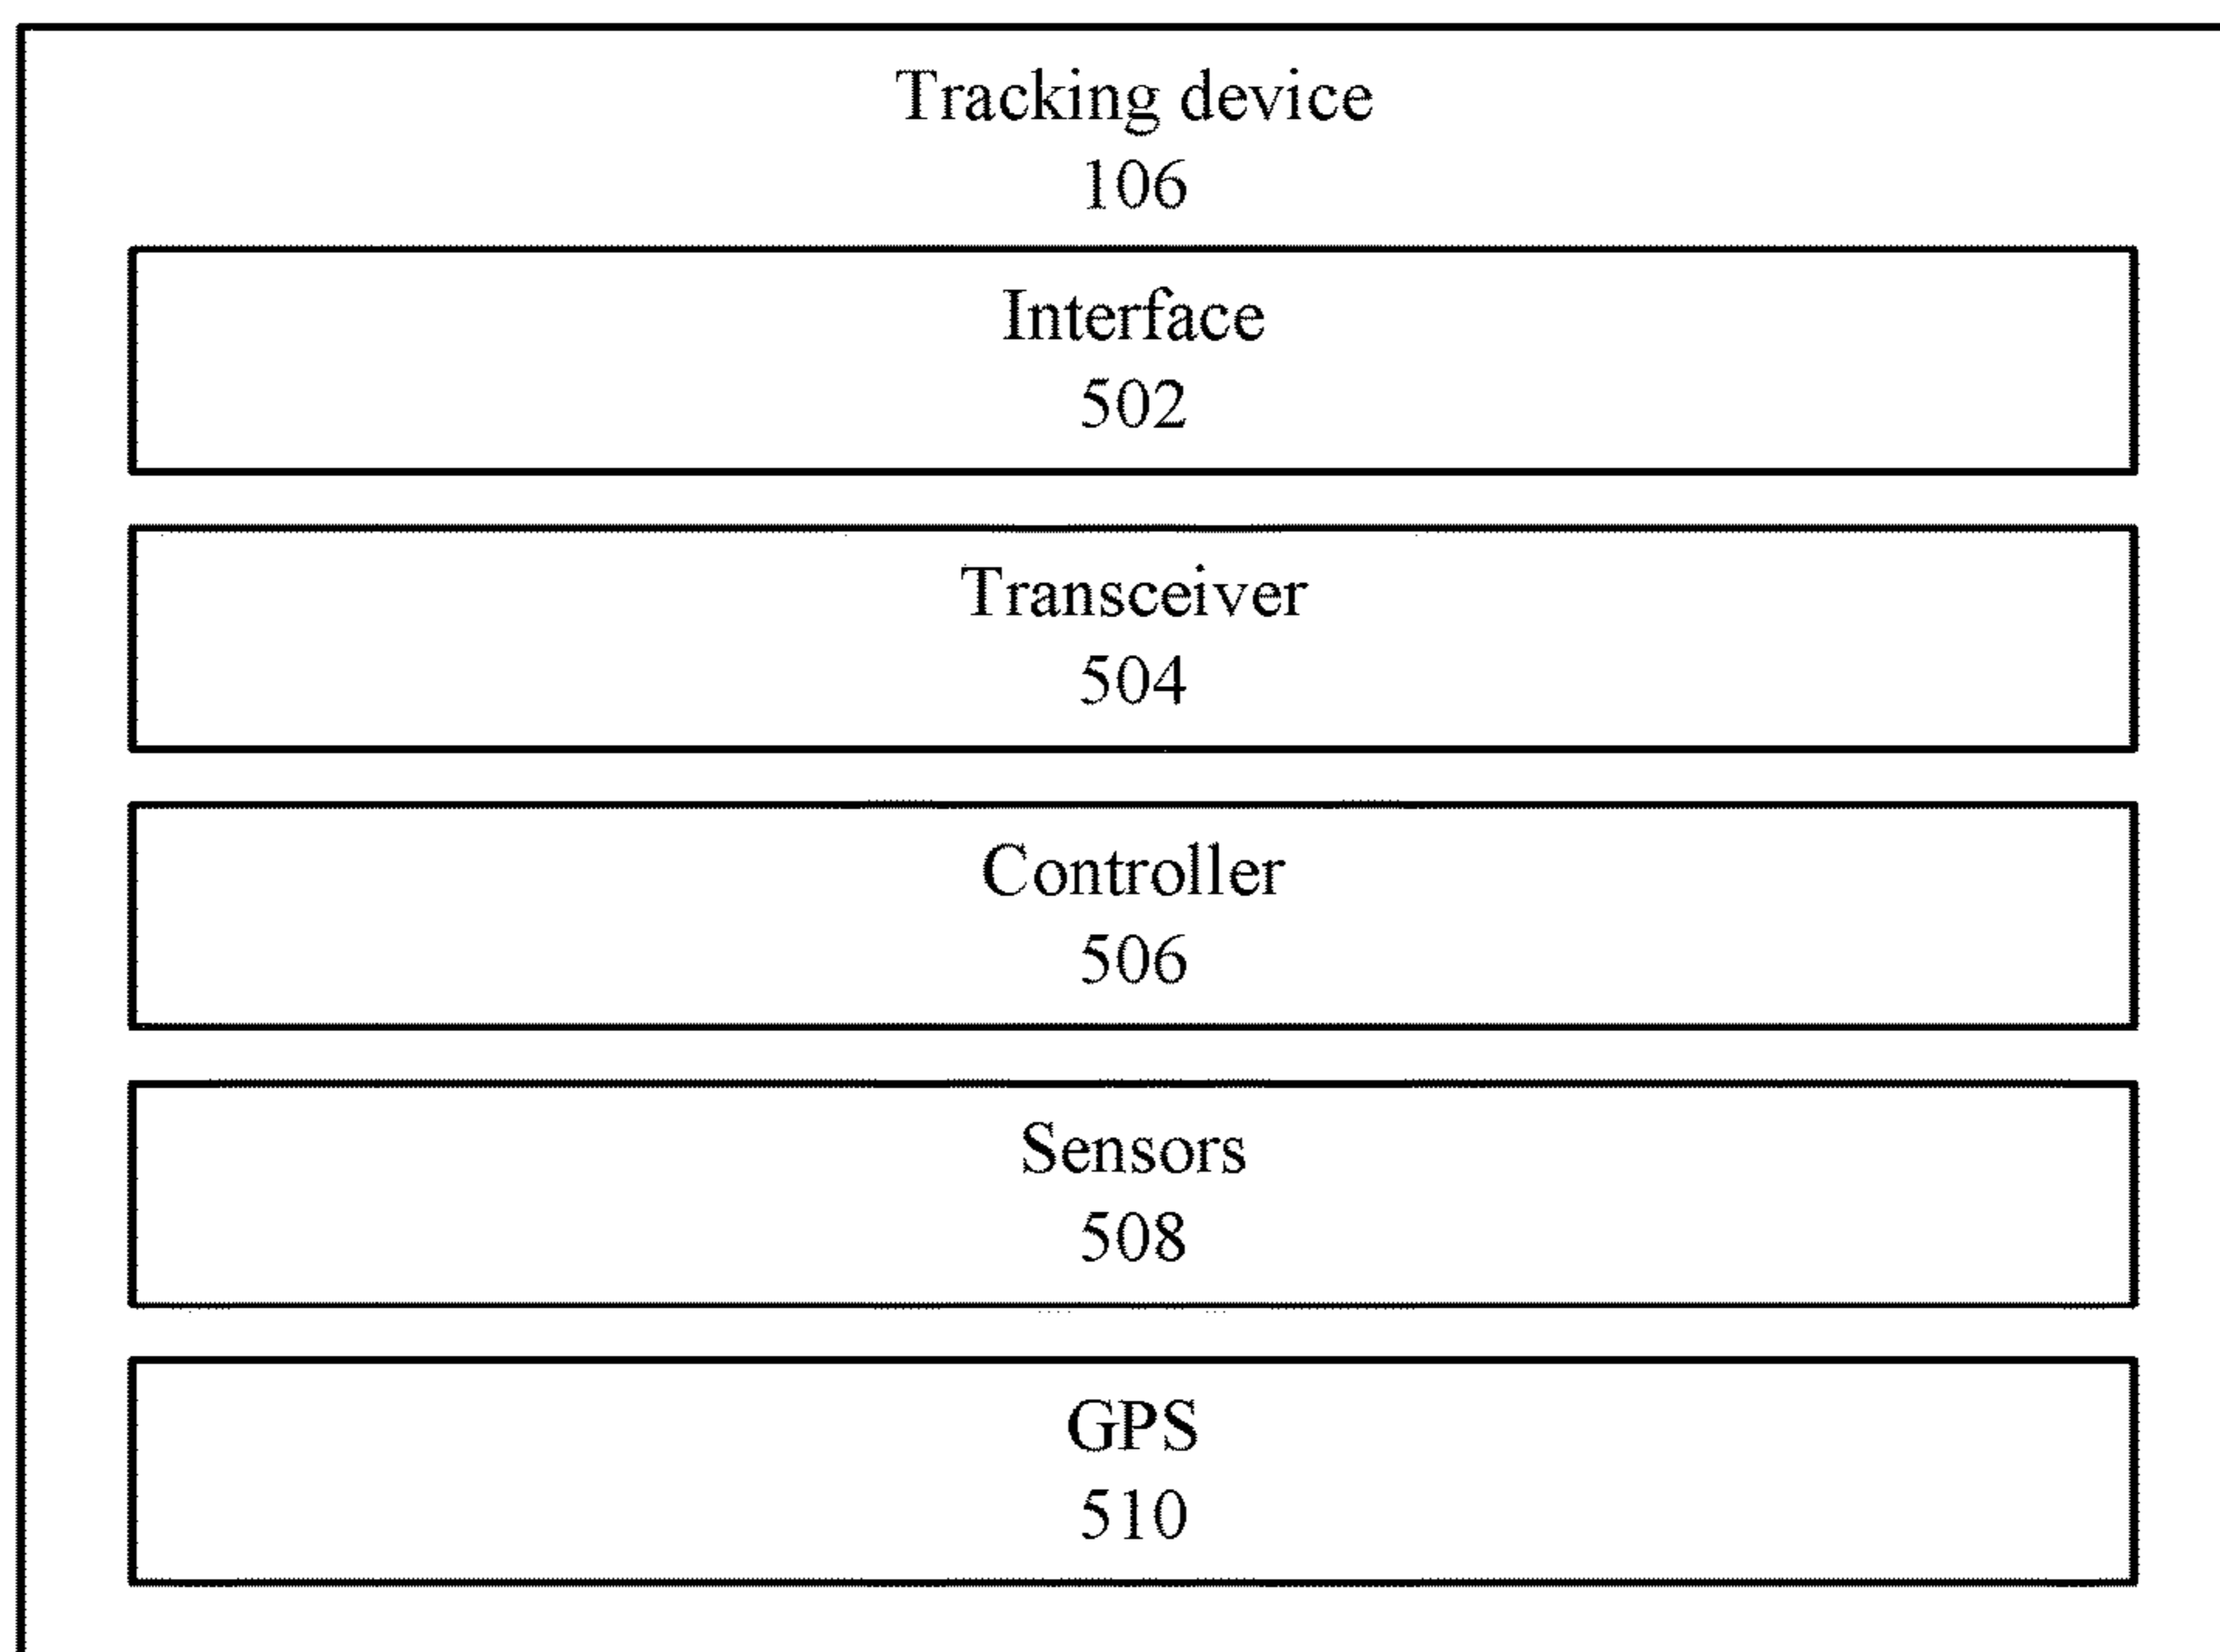 Tracking device
106
Interface
502
Transceiver
504
Controller
506
Sensors
508
GPS
510